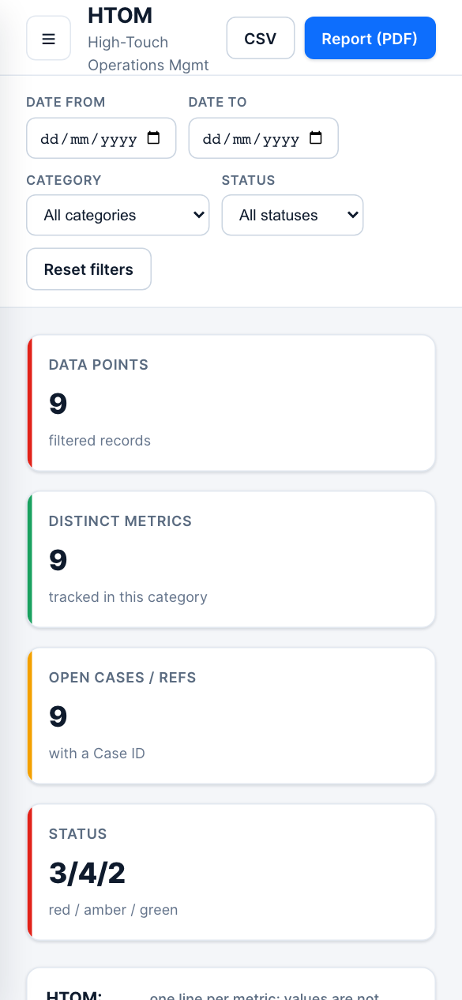 HTOM
High-Touch
Operations Mgmt
CSV
Report (PDF)
DATE FROM
DATE TO
dd/mm/yyyy
dd/mm/yyyy
CATEGORY
STATUS
All categories
All statuses
Reset filters
DATA POINTS
9
filtered records
DISTINCT METRICS
9
tracked in this category
OPEN CASES / REFS
9
with a Case ID
STATUS
3/4/2
red / amber / green
HTOM:
one line per metric; values are not